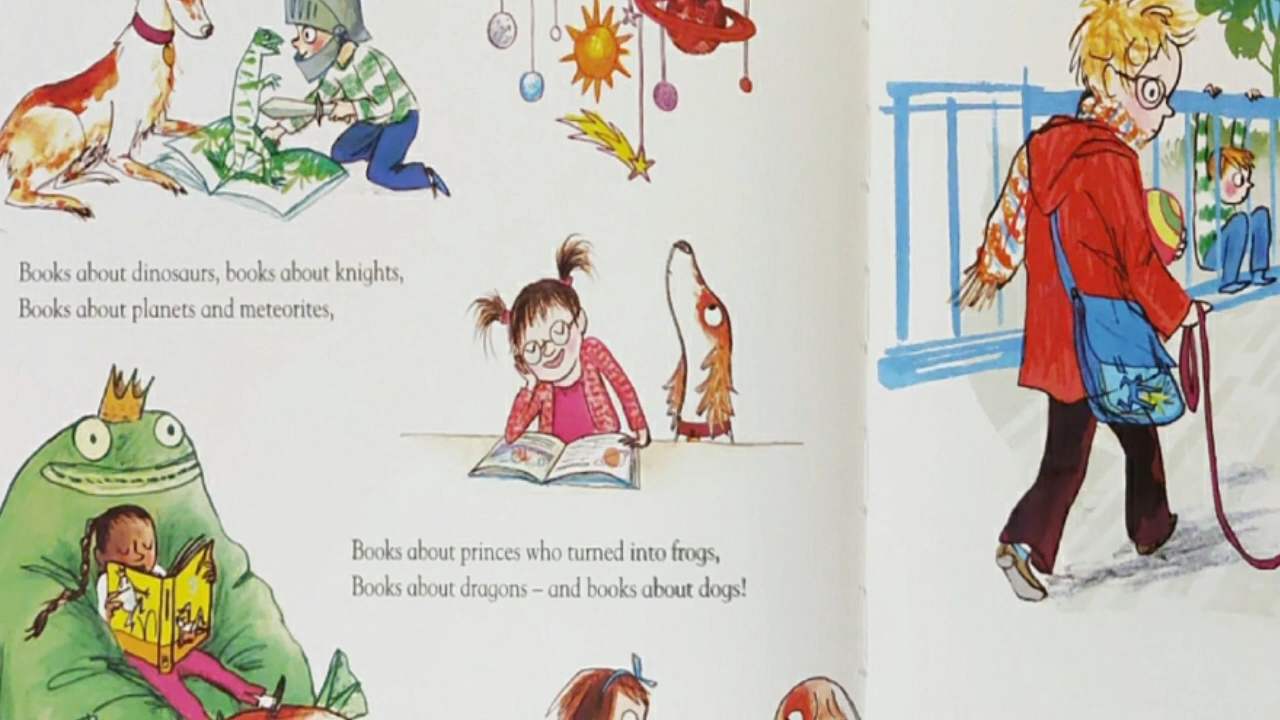 Books about dinosaurs, books about knights,
Books about planets and meteorites,
Books about princes who turned into frogs,
Books about dragons – and books about dogs!